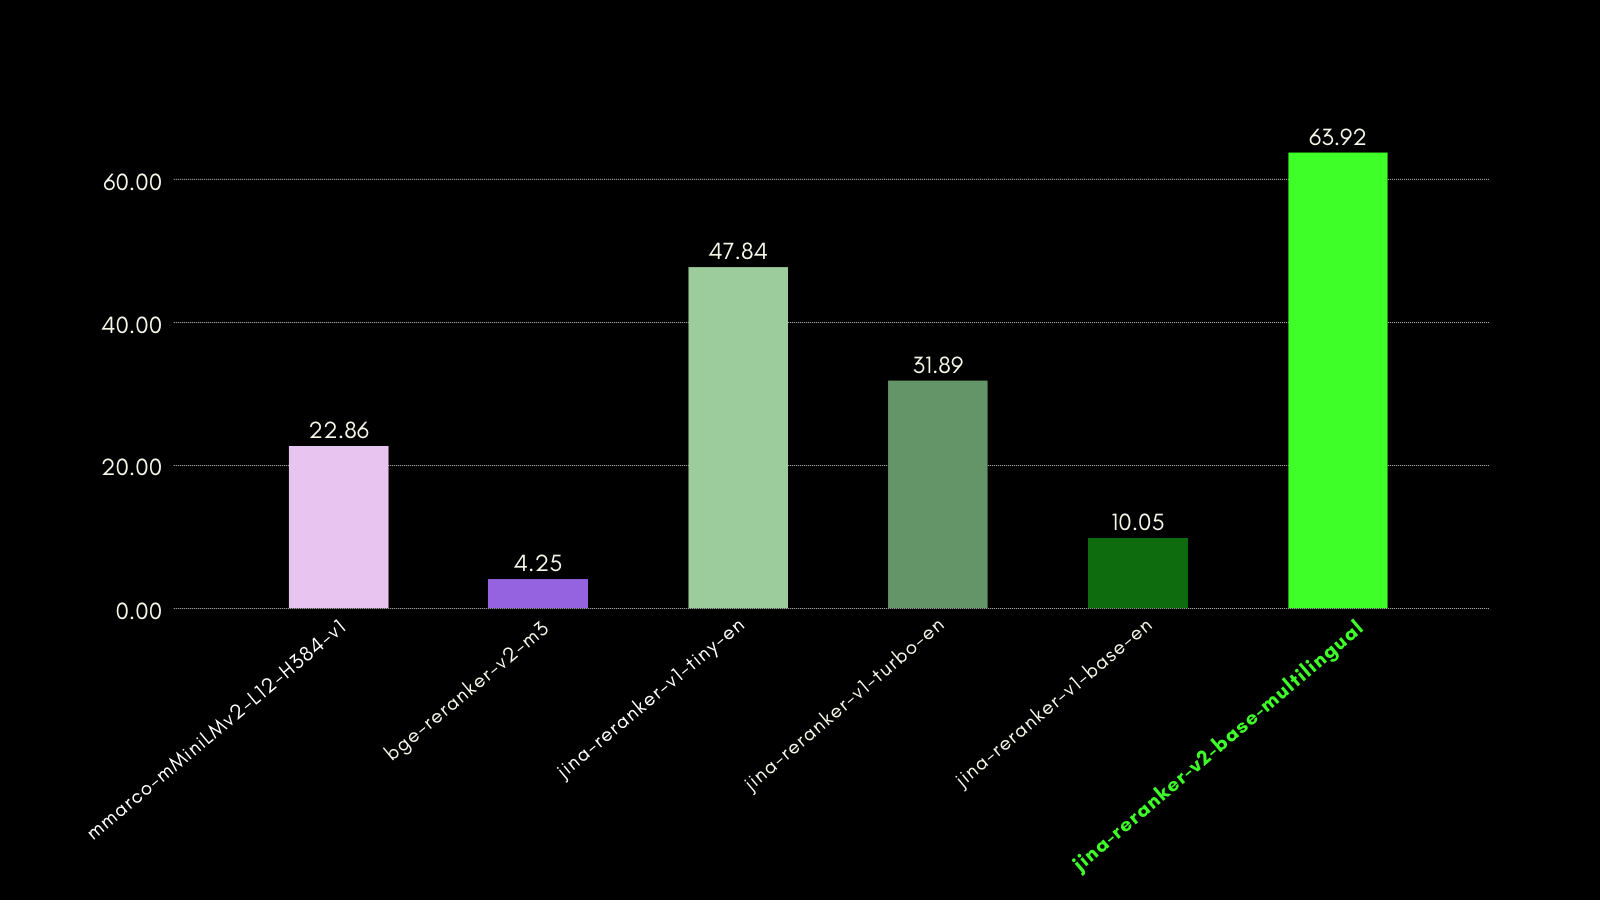 63.92
60.00
47.84
40.00
31.89
22.86
20.00
10.05
4.25
0.00
mmarco-mMiniLMv2-L12-H384-v1
bge-reranker-v2-m3
jina-reranker-v1-tiny-en
jina-reranker-v1-turbo-en
jina-reranker-v1-base-en
jina-reranker-v2-base-multilingual